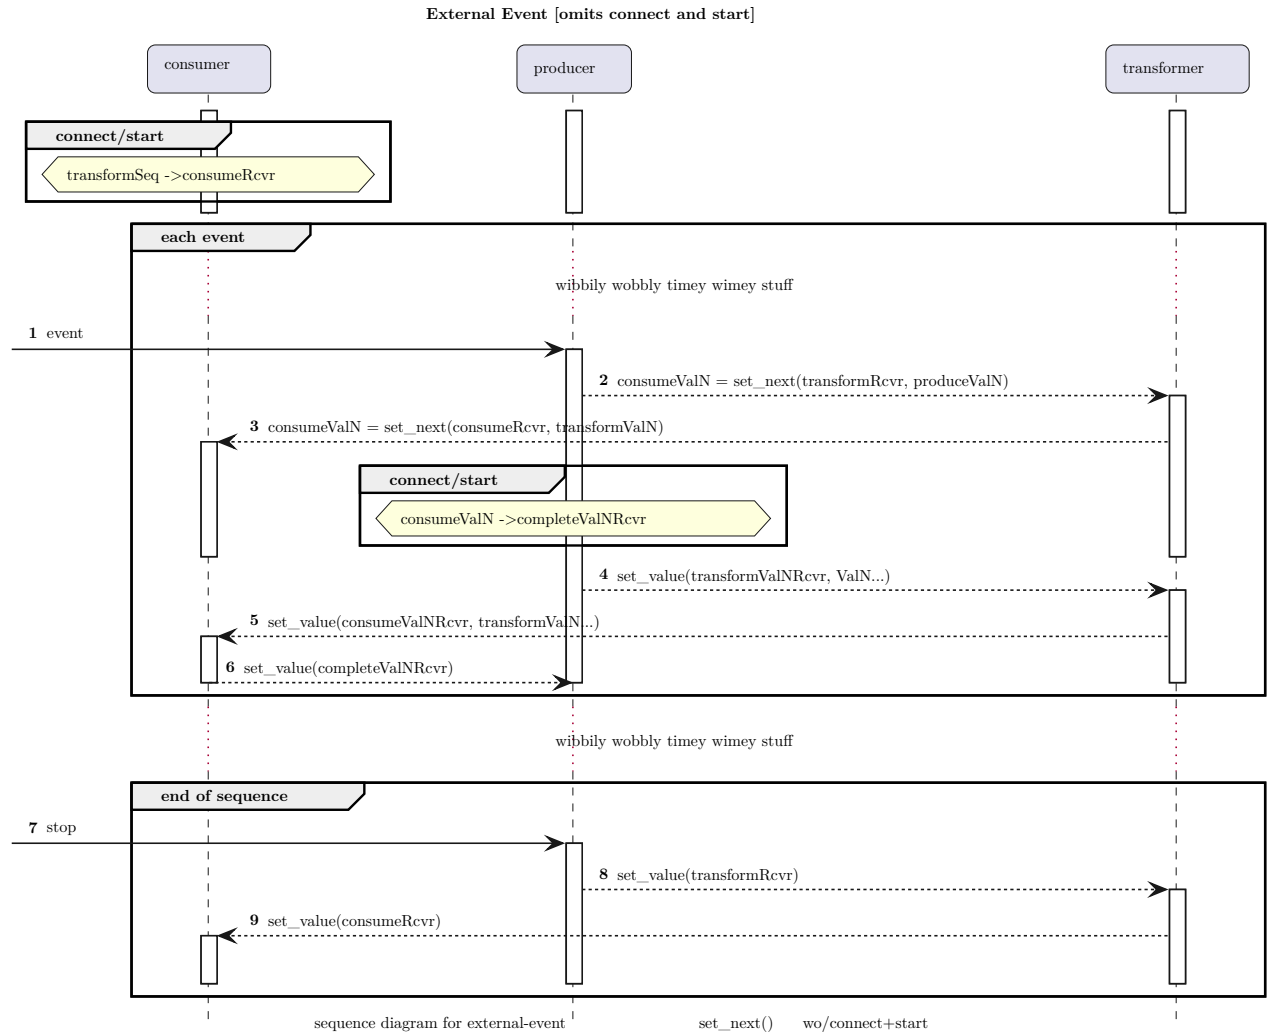 External Event [omits connect and start]
consumer
producer
transformer
connect/start
transformSeq ->consumeRcvr
each event
wibbily wobbly timey wimey stuff
1 event
2 consumeValN = set_next(transformRcvr, produceValN)
3 consumeValN = set_next(consumeRcvr, transformValN)
connect/start
consumeValN ->completeValNRcvr
4 set_value(transformValNRcvr, ValN...)
5 set_value(consumeValNRcvr, transformValN...)
6 set_value(completeValNRcvr)
wibbily wobbly timey wimey stuff
end of sequence
7 stop
8 set_value(transformRcvr)
9 set_value(consumeRcvr)
sequence diagram for external-event set_next() wo/connect+start